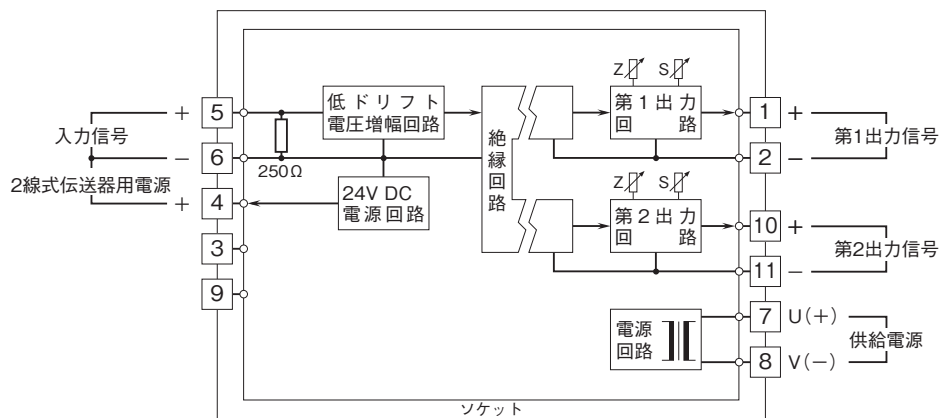 入力信号
2線式伝送器用電源
+
−
+
5
6
4
3
9
250Ω
低ドリフト
電圧増幅回路
24V DC
電源回路
絶縁回路
Z
S
第1出力
回路
Z
S
第2出力
回路
電源
回路
1
2
10
11
7
8
+
−
第1出力信号
+
−
第2出力信号
U(+)
V(−)
供給電源
ソケット